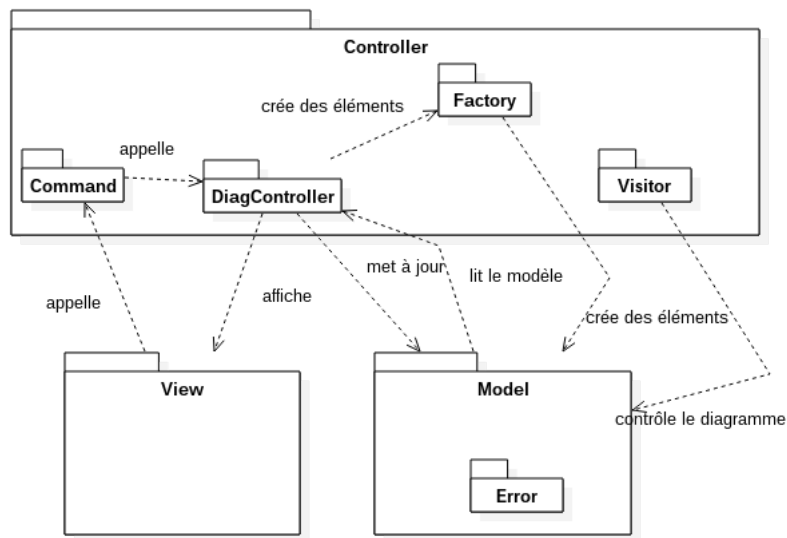 Controller
Factory
crée des éléments
appelle
Command
DiagController
Visitor
met à jour
lit le modèle
appelle
affiche
crée des éléments
View
Model
contrôle le diagramme
Error